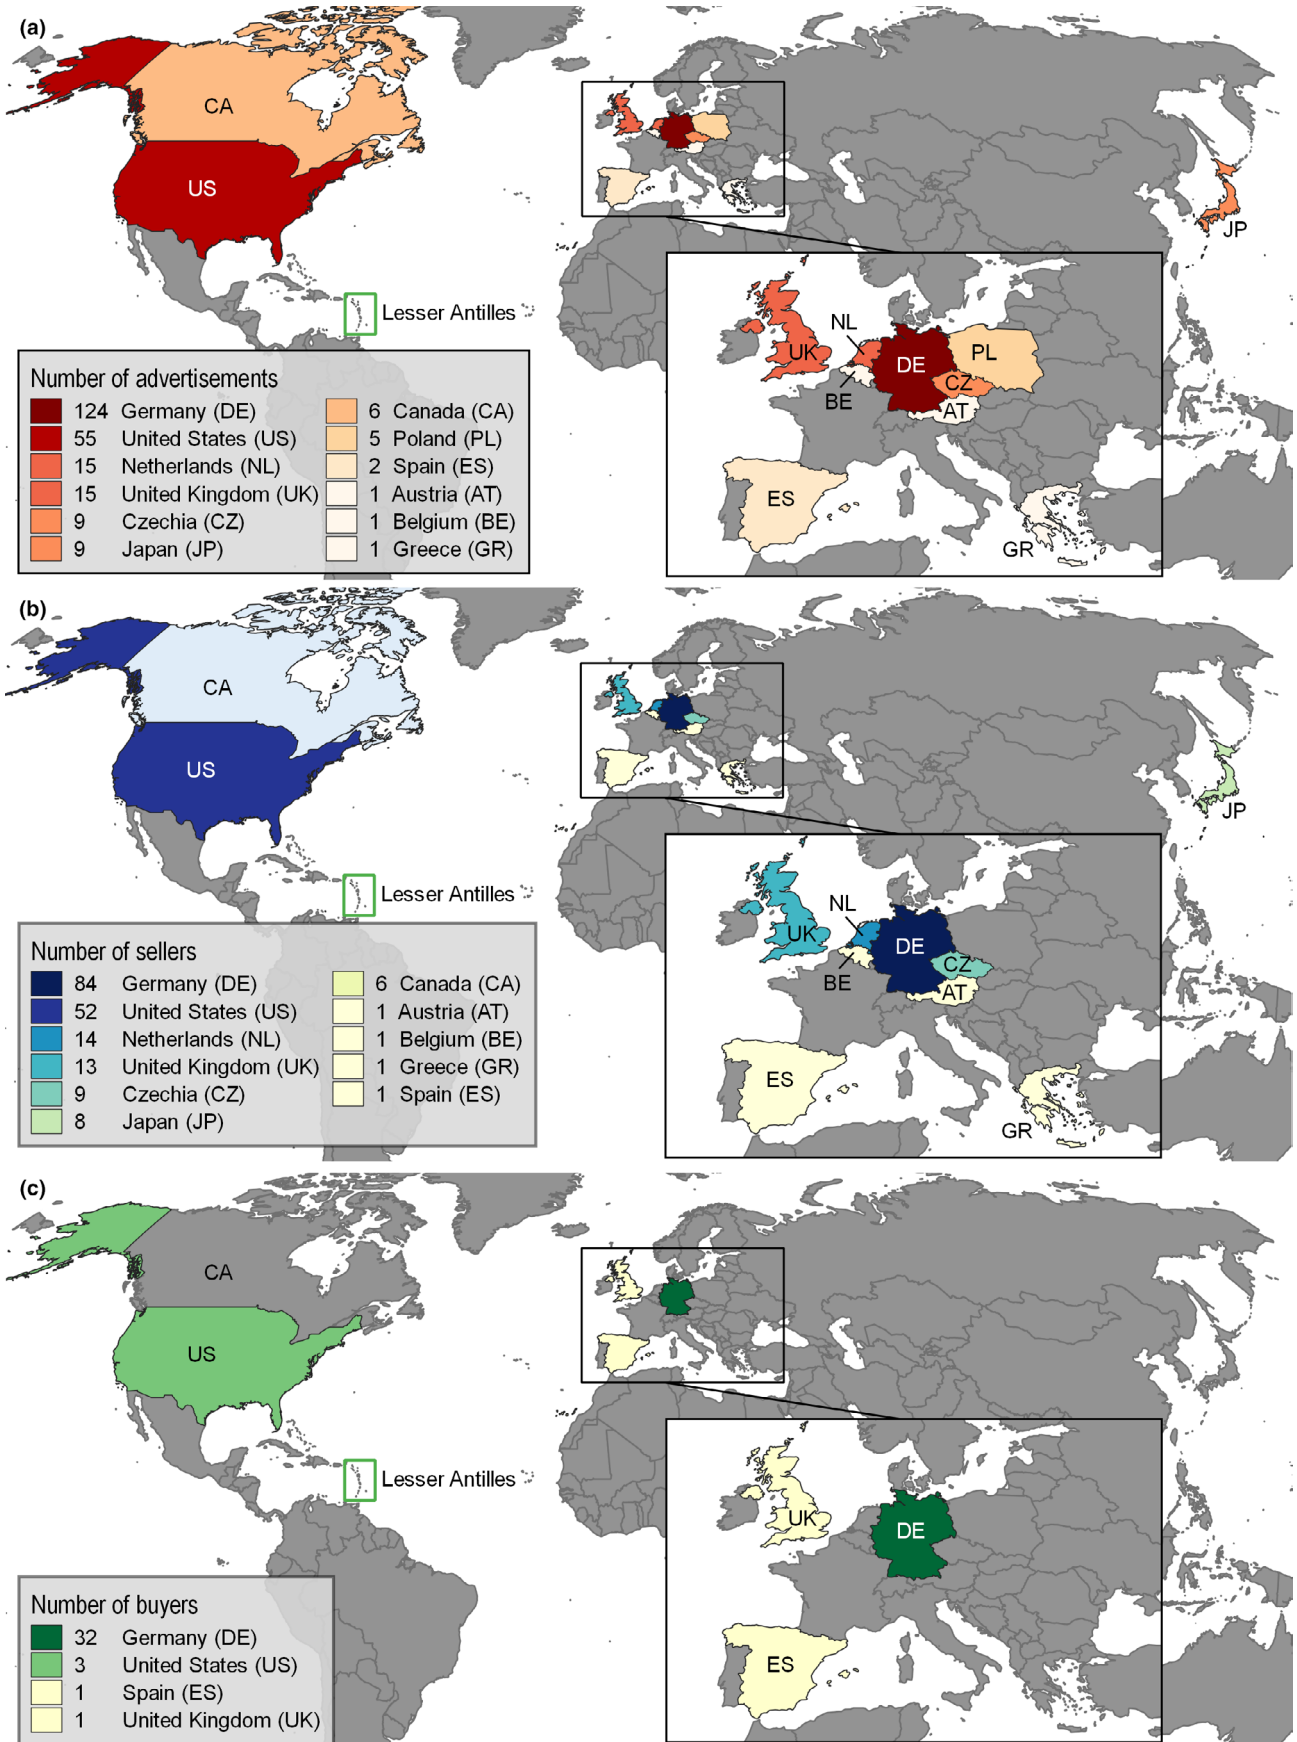 (a)
CA
US
JP
Lesser Antilles
NL
UK
DE
PL
CZ
BE
AT
ES
GR
Number of advertisements
124 Germany (DE)
55 United States (US)
15 Netherlands (NL)
15 United Kingdom (UK)
9 Czechia (CZ)
9 Japan (JP)
6 Canada (CA)
5 Poland (PL)
2 Spain (ES)
1 Austria (AT)
1 Belgium (BE)
1 Greece (GR)
(b)
CA
US
JP
Lesser Antilles
NL
UK
DE
CZ
BE
AT
ES
GR
Number of sellers
84 Germany (DE)
52 United States (US)
14 Netherlands (NL)
13 United Kingdom (UK)
9 Czechia (CZ)
8 Japan (JP)
6 Canada (CA)
1 Austria (AT)
1 Belgium (BE)
1 Greece (GR)
1 Spain (ES)
(c)
CA
US
Lesser Antilles
UK
DE
ES
Number of buyers
32 Germany (DE)
3 United States (US)
1 Spain (ES)
1 United Kingdom (UK)